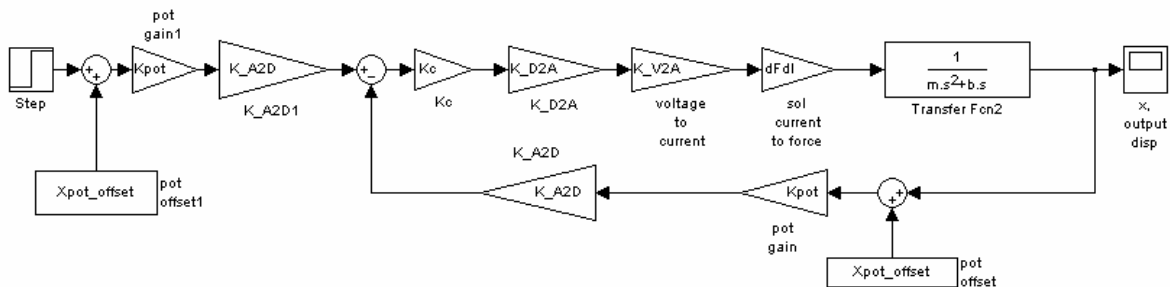 pot
gain1
Kpot
K_A2D
K_A2D1
Step
Xpot_offset
pot
offset1
Kc
Kc
K_D2A
K_D2A
K_V2A
voltage
to
current
dFdI
sol
current
to force
1
m.s2+b.s
Transfer Fcn2
x,
output
disp
K_A2D
K_A2D
Kpot
pot
gain
Xpot_offset
pot
offset